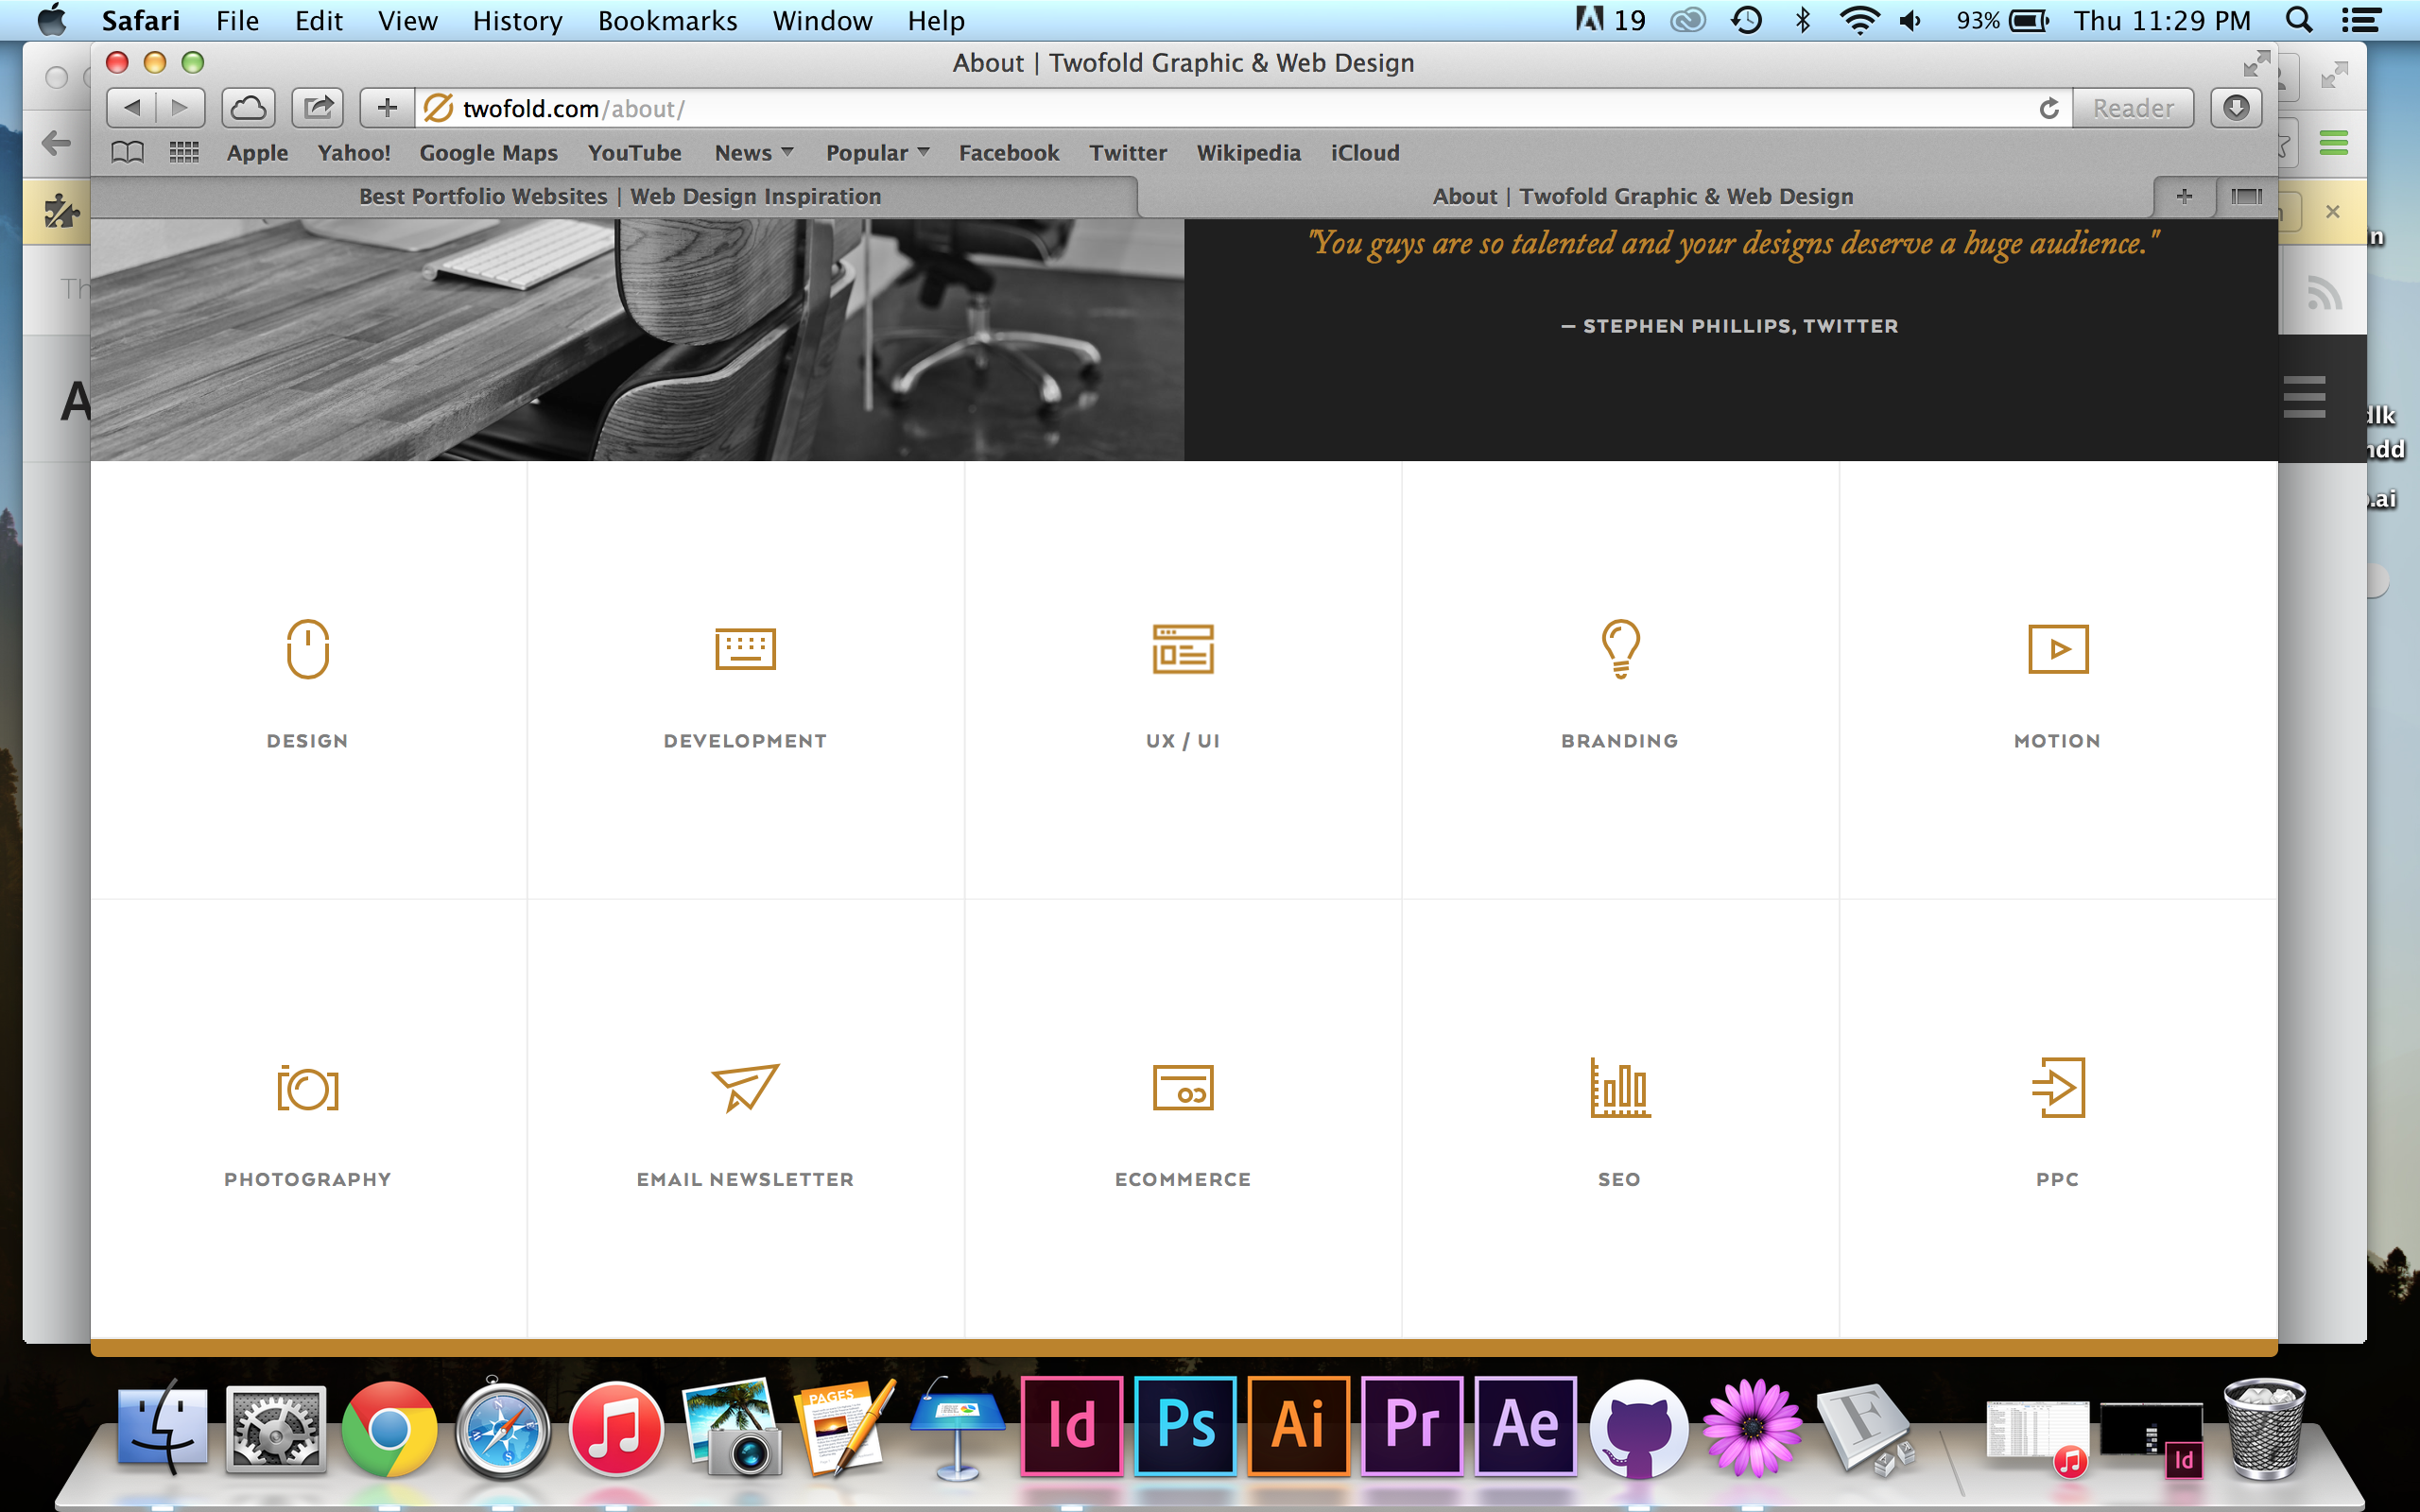 Safari File Edit View History Bookmarks Window Help 19 93% Thu 11:29 PM
About | Twofold Graphic & Web Design
twofold.com/about/ Reader
Apple Yahoo! Google Maps YouTube News Popular Facebook Twitter Wikipedia iCloud
Best Portfolio Websites | Web Design Inspiration About | Twofold Graphic & Web Design
"You guys are so talented and your designs deserve a huge audience."
— STEPHEN PHILLIPS, TWITTER
DESIGN DEVELOPMENT UX / UI BRANDING MOTION
PHOTOGRAPHY EMAIL NEWSLETTER ECOMMERCE SEO PPC
PAGES
Id Ps Ai Pr Ae F
Id